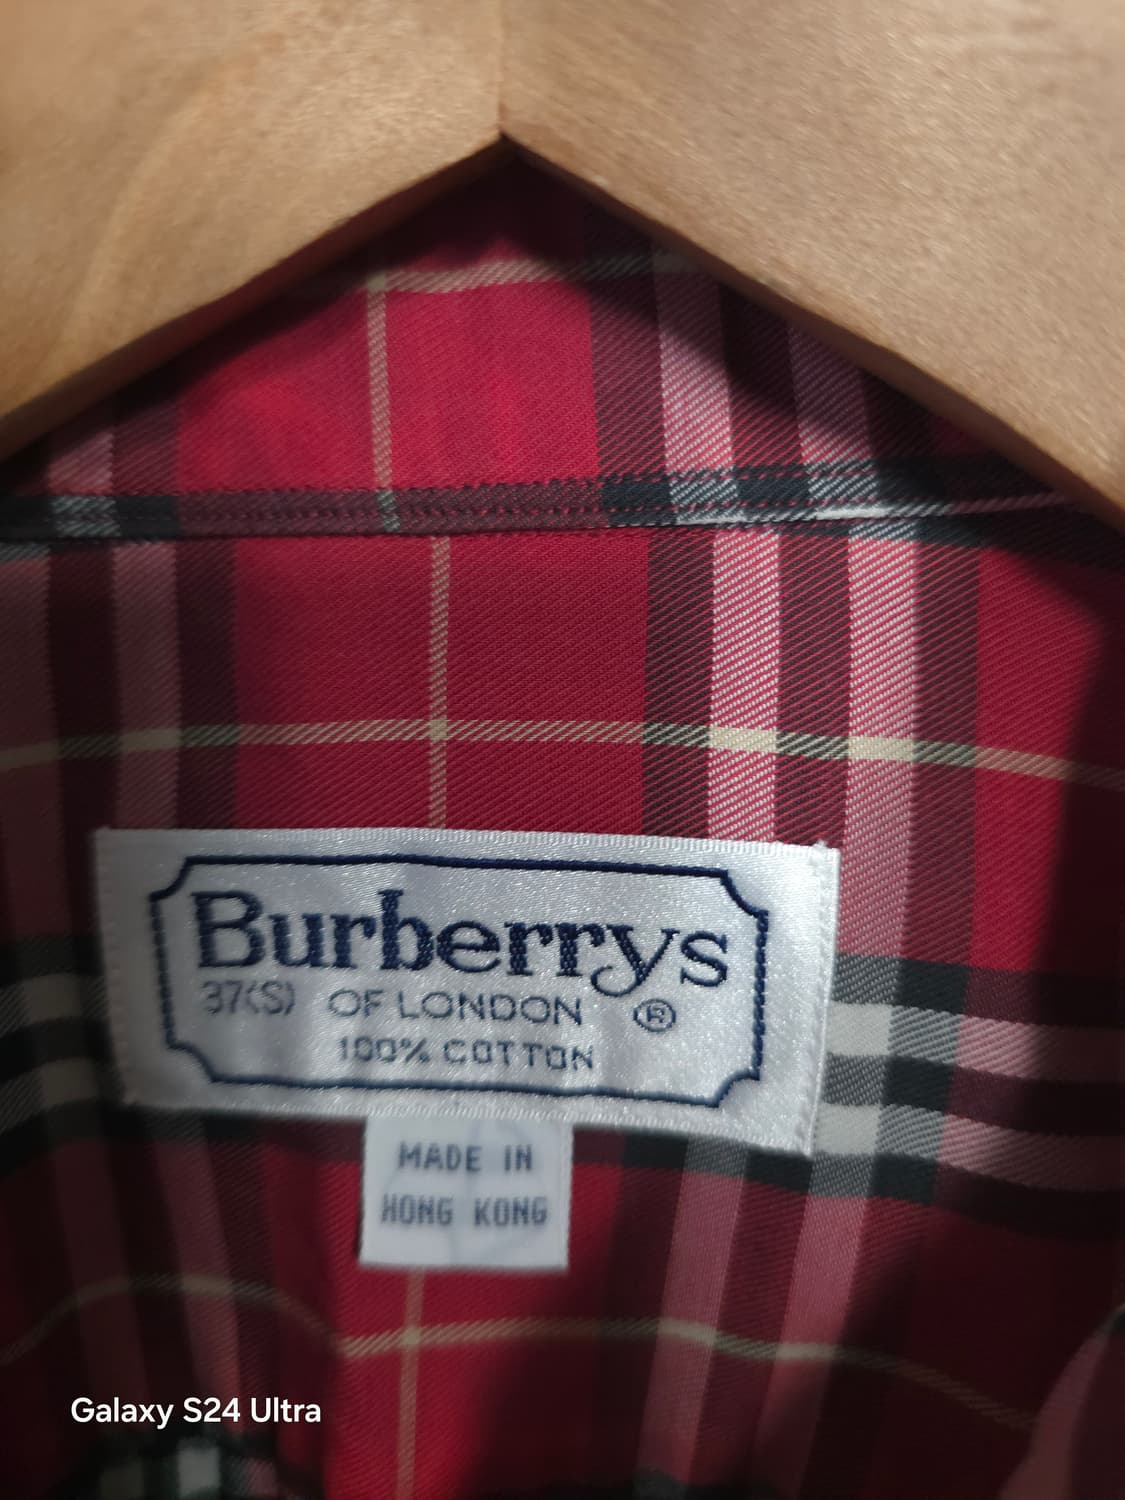 Burberrys
37(S) OF LONDON ®
100% COTTON
MADE IN
HONG KONG
Galaxy S24 Ultra